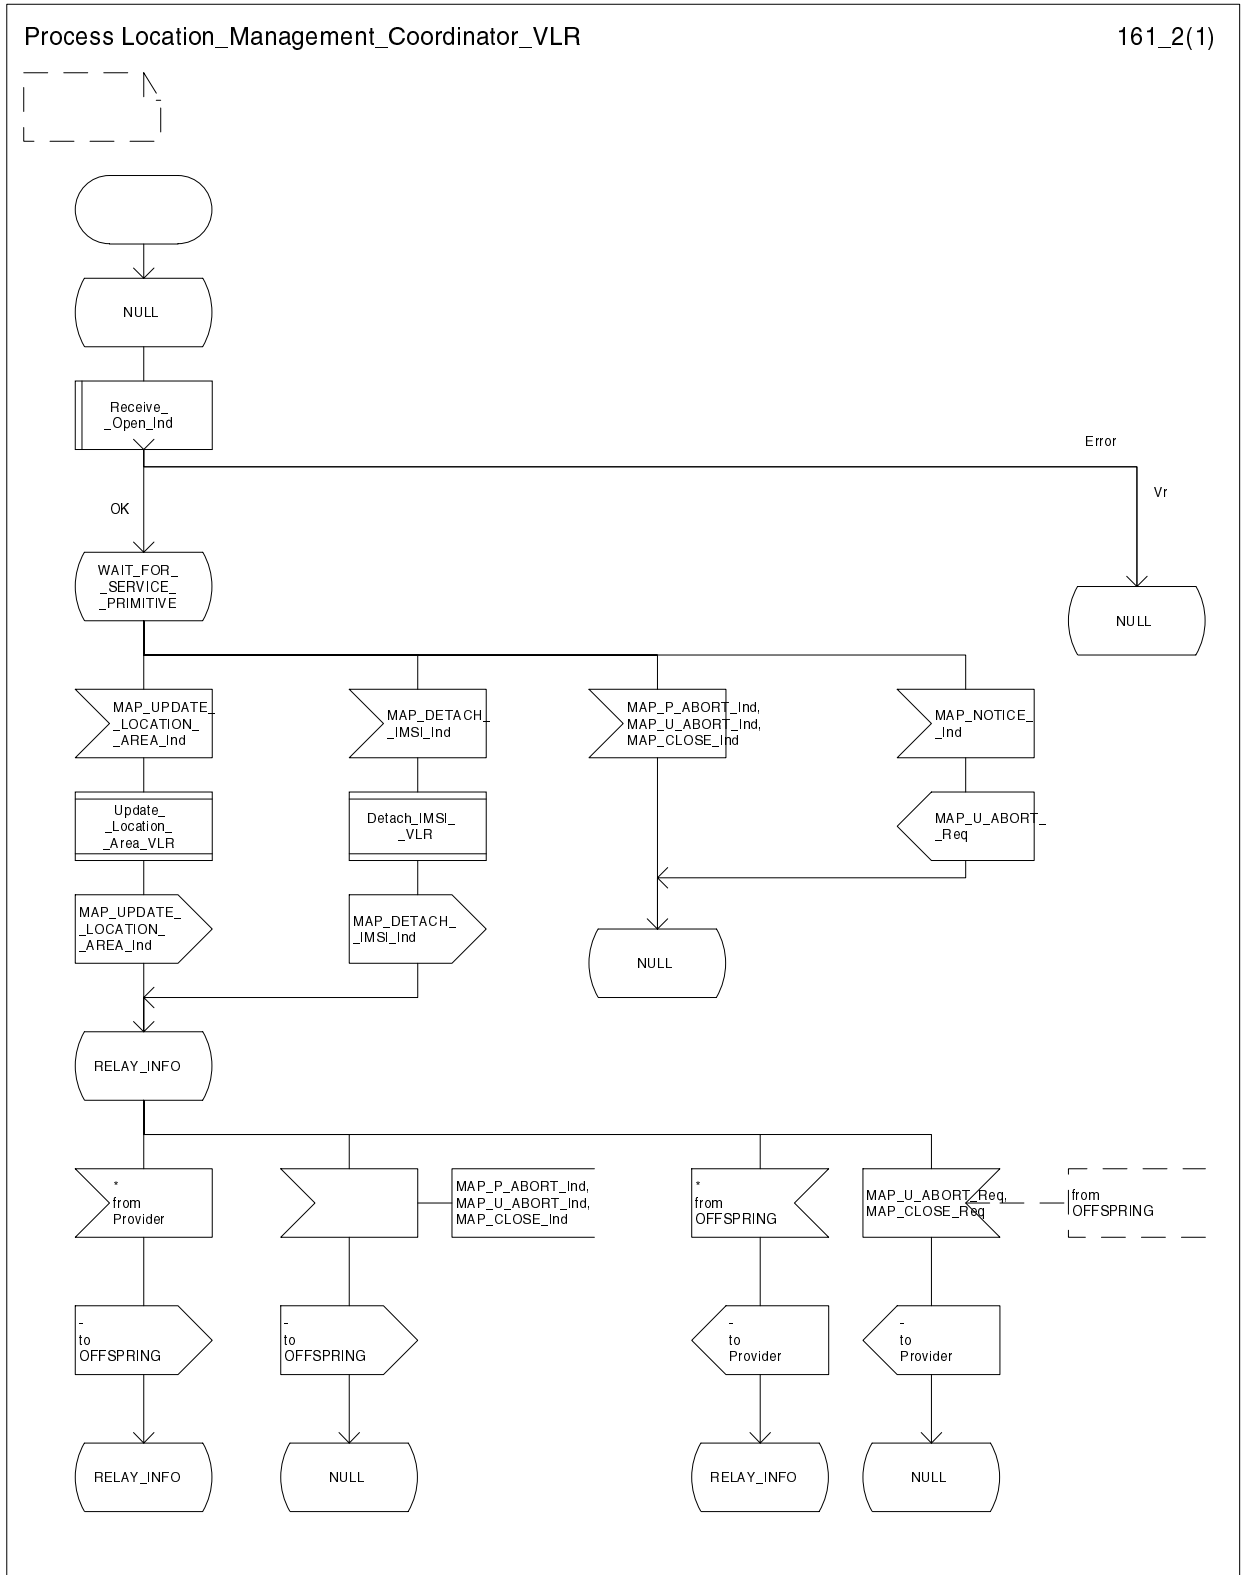 Process Location_Management_Coordinator_VLR
161_2(1)
NULL
Receive_
_Open_Ind
Error
Vr
OK
WAIT_FOR_
_SERVICE_
_PRIMITIVE
NULL
MAP_UPDATE_
_LOCATION_
_AREA_Ind
MAP_DETACH_
_IMSI_Ind
MAP_P_ABORT_Ind,
MAP_U_ABORT_Ind,
MAP_CLOSE_Ind
MAP_NOTICE_
_Ind
Update_
_Location_
_Area_VLR
Detach_IMSI_
_VLR
MAP_U_ABORT_
_Req
MAP_UPDATE_
_LOCATION_
_AREA_Ind
MAP_DETACH_
_IMSI_Ind
NULL
RELAY_INFO
*
from
Provider
MAP_P_ABORT_Ind,
MAP_U_ABORT_Ind,
MAP_CLOSE_Ind
*
from
OFFSPRING
MAP_U_ABORT_Req,
MAP_CLOSE_Req
from
OFFSPRING
-
to
OFFSPRING
-
to
OFFSPRING
-
to
Provider
-
to
Provider
RELAY_INFO
NULL
RELAY_INFO
NULL